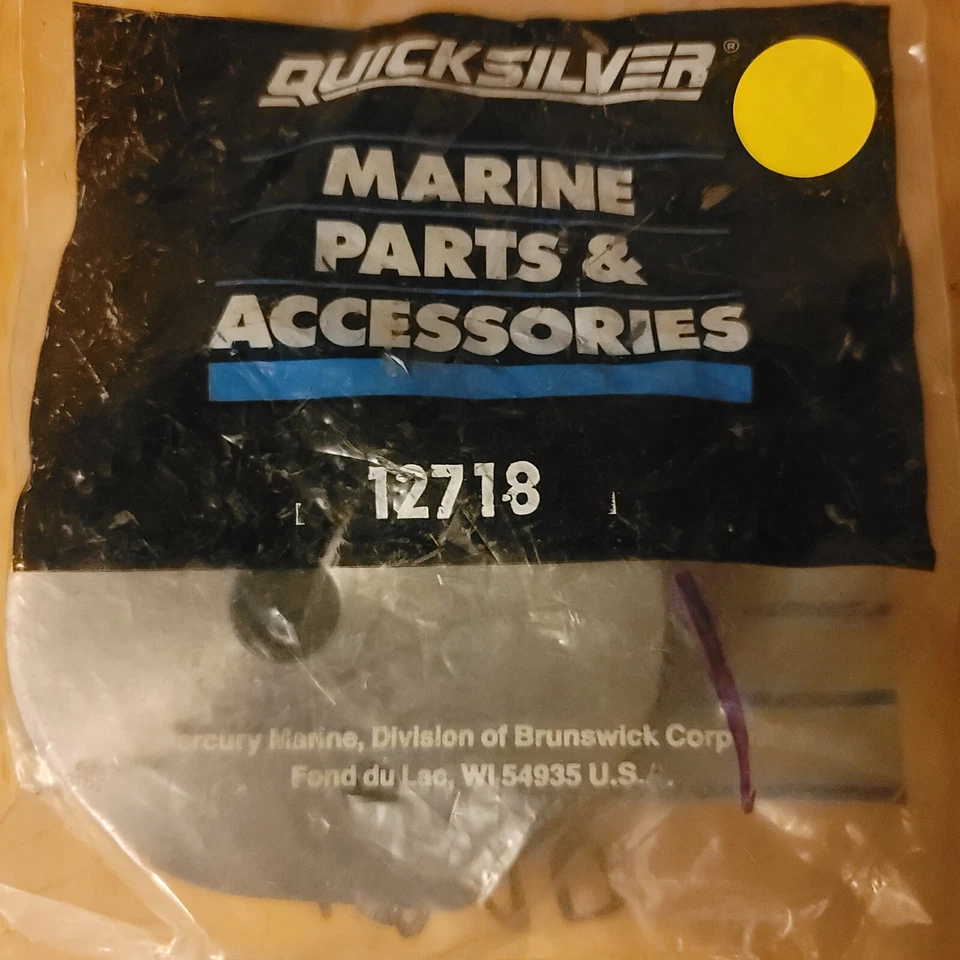 QUICKSILVER®
MARINE
PARTS &
ACCESSORIES
12718
Mercury Marine, Division of Brunswick Corp
Fond du Lac, WI 54935 U.S.A.